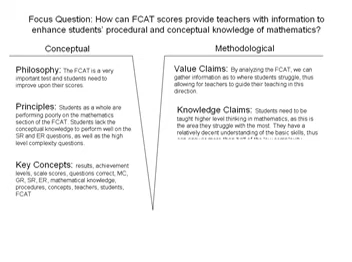 Focus Question: How can FCAT scores provide teachers with information to
enhance students' procedural and conceptual knowledge of mathematics?
Conceptual
Philosophy: The FCAT is a very
important test and students need to
improve upon their scores.
Principles: Students as a whole are
performing poorly on the mathematics
section of the FCAT. Students lack the
conceptual knowledge to perform well on the
SR and ER questions, as well as the high
level complexity questions.
Key Concepts: results, achievement
levels, scale scores, questions correct, MC,
GR, SR, ER, mathematical knowledge,
procedures, concepts, teachers, students,
FCAT
Methodological
Value Claims: By analyzing the FCAT, we can
gather information as to where students struggle, thus
allowing for teachers to guide their teaching in this
direction.
Knowledge Claims: Students need to be
taught higher level thinking in mathematics, as this is
the area they struggle with the most. They have a
relatively decent understanding of the basic skills, thus